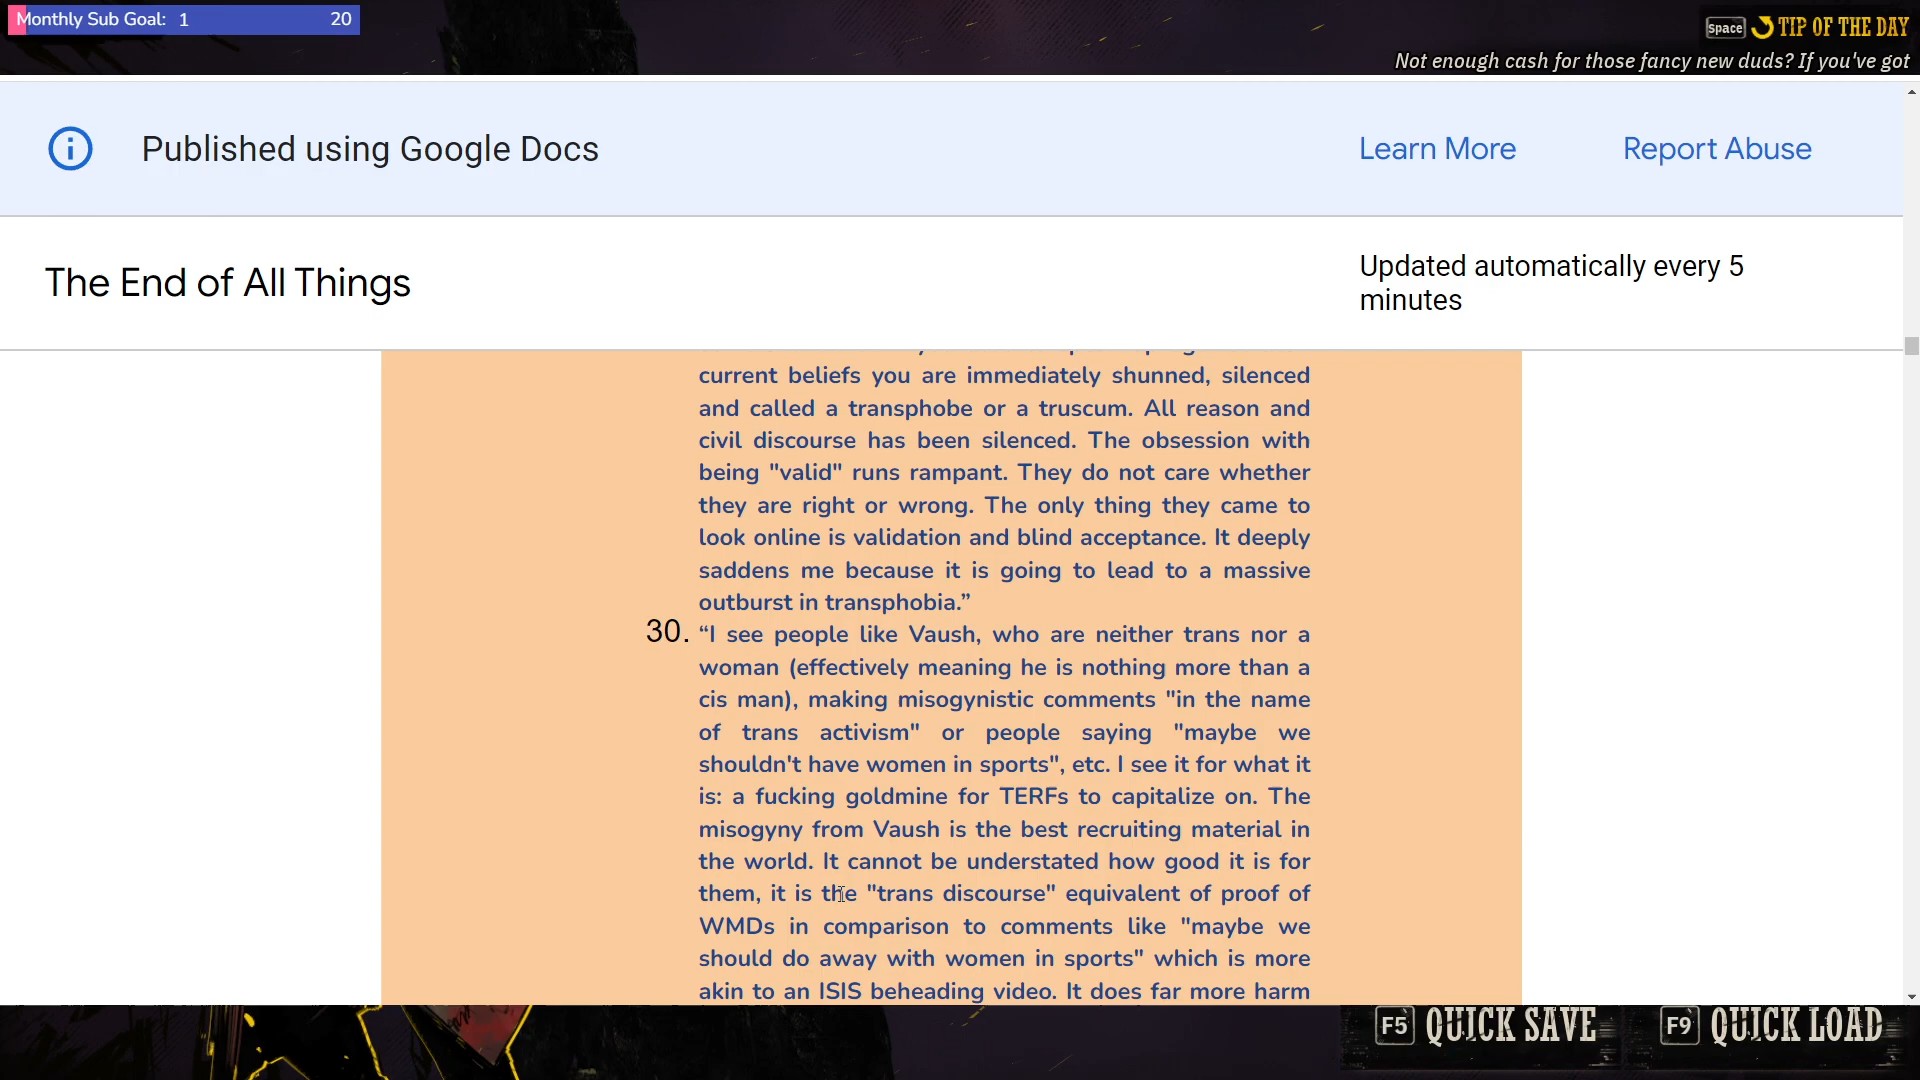 Monthly Sub Goal: 1 20
Space TIP OF THE DAY
Not enough cash for those fancy new duds? If you've got
Published using Google Docs
Learn More
Report Abuse
The End of All Things
Updated automatically every 5
minutes
current beliefs you are immediately shunned, silenced
and called a transphobe or a truscum. All reason and
civil discourse has been silenced. The obsession with
being "valid" runs rampant. They do not care whether
they are right or wrong. The only thing they came to
look online is validation and blind acceptance. It deeply
saddens me because it is going to lead to a massive
outburst in transphobia.”
30. “I see people like Vaush, who are neither trans nor a
woman (effectively meaning he is nothing more than a
cis man), making misogynistic comments "in the name
of trans activism" or people saying "maybe we
shouldn't have women in sports", etc. I see it for what it
is: a fucking goldmine for TERFs to capitalize on. The
misogyny from Vaush is the best recruiting material in
the world. It cannot be understated how good it is for
them, it is the "trans discourse" equivalent of proof of
WMDs in comparison to comments like "maybe we
should do away with women in sports" which is more
akin to an ISIS beheading video. It does far more harm
F5 QUICK SAVE
F9 QUICK LOAD